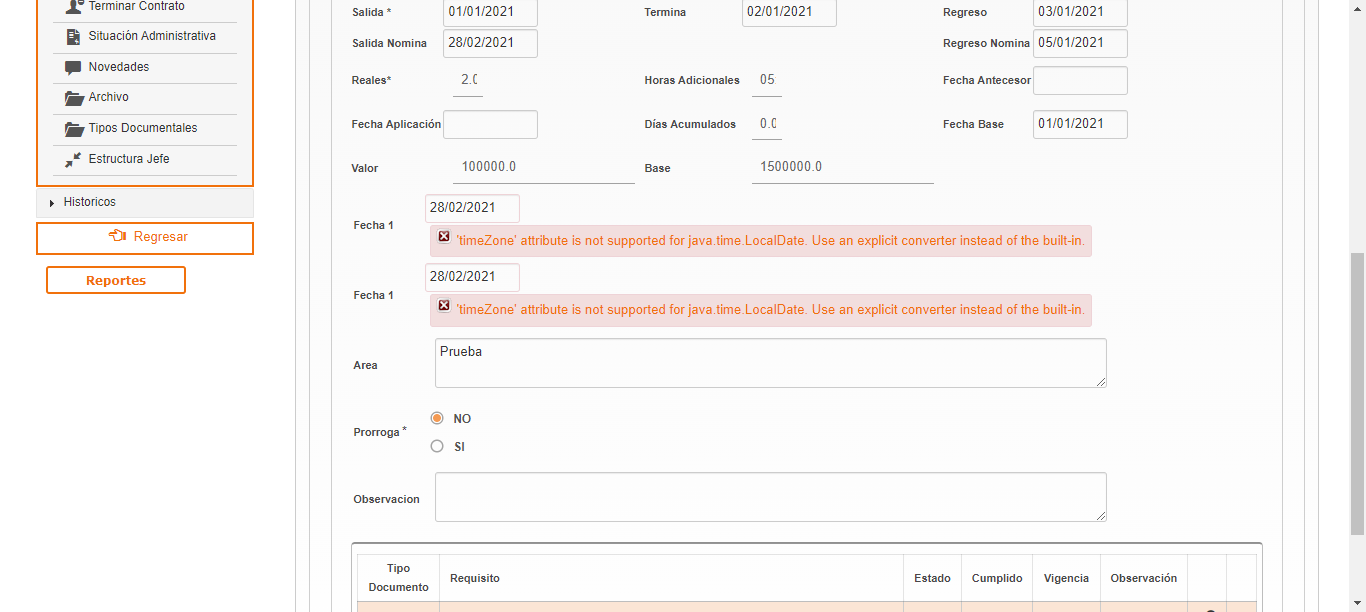 Terminar Contrato
Situación Administrativa
Novedades
Archivo
Tipos Documentales
Estructura Jefe
Historicos
Regresar
Reportes
Salida * 01/01/2021 Termina 02/01/2021 Regreso 03/01/2021
Salida Nomina 28/02/2021 Regreso Nomina 05/01/2021
Reales* 2.0 Horas Adicionales 05 Fecha Antecesor
Fecha Aplicación Días Acumulados 0.0 Fecha Base 01/01/2021
Valor 100000.0 Base 1500000.0
Fecha 1 28/02/2021
'timeZone' attribute is not supported for java.time.LocalDate. Use an explicit converter instead of the built-in.
Fecha 1 28/02/2021
'timeZone' attribute is not supported for java.time.LocalDate. Use an explicit converter instead of the built-in.
Area Prueba
Prorroga * NO
SI
Observacion
Tipo Documento Requisito Estado Cumplido Vigencia Observación